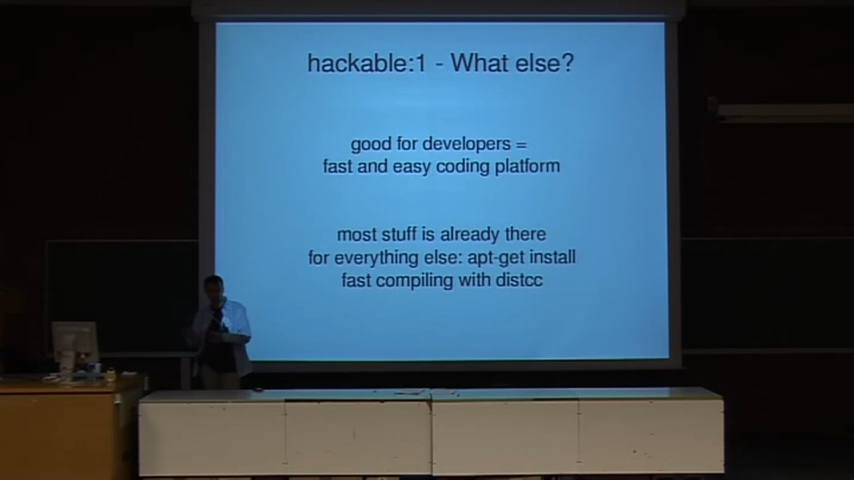 hackable:1 - What else?
good for developers =
fast and easy coding platform
most stuff is already there
for everything else: apt-get install
fast compiling with distcc